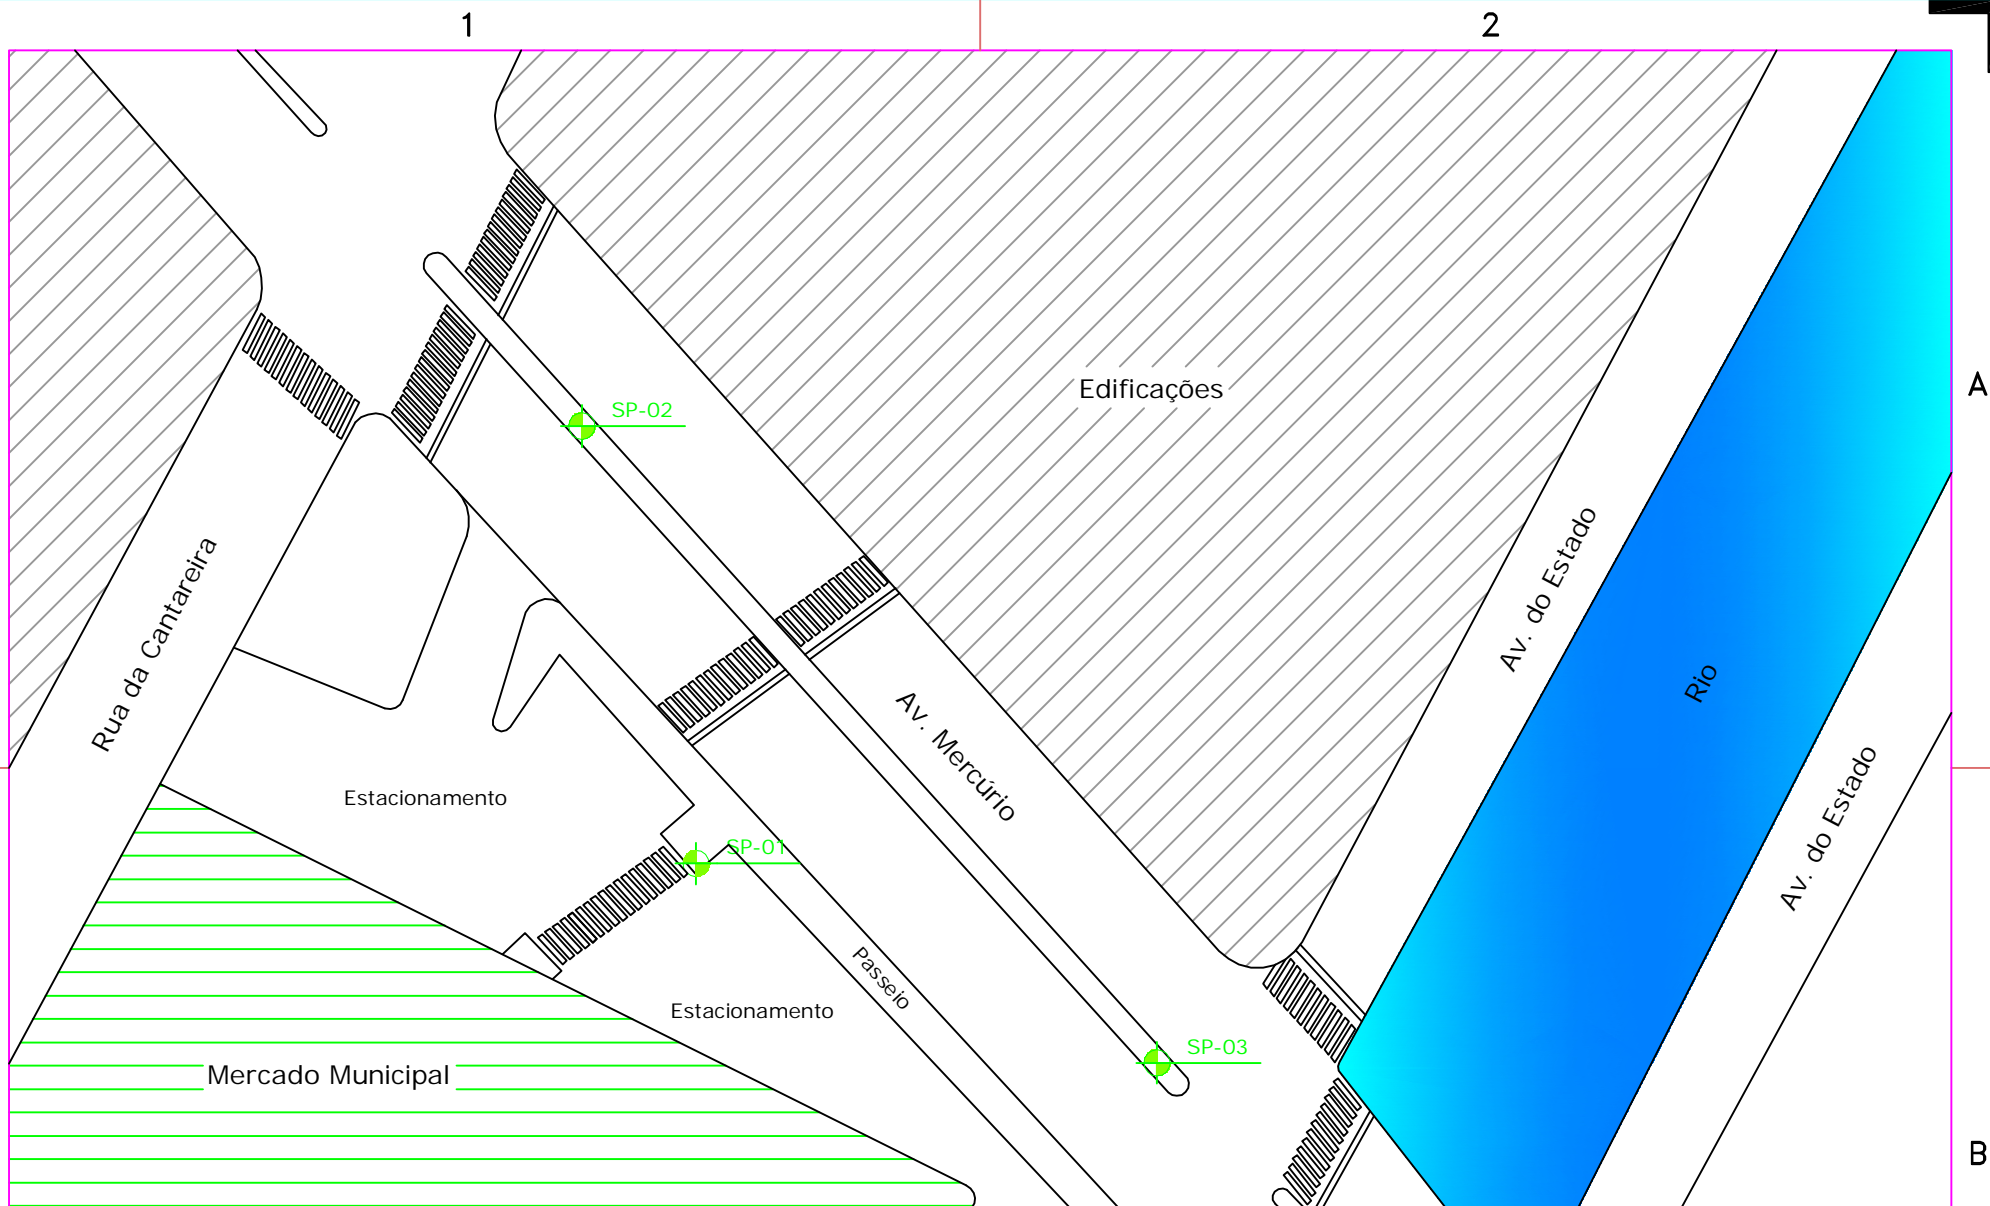 1
2
SP-02
Edificações
A
Av. do Estado
Rua da Cantareira
Rio
Av. Mercúrio
Estacionamento
Av. do Estado
SP-01
Passeio
Estacionamento
SP-03
Mercado Municipal
B